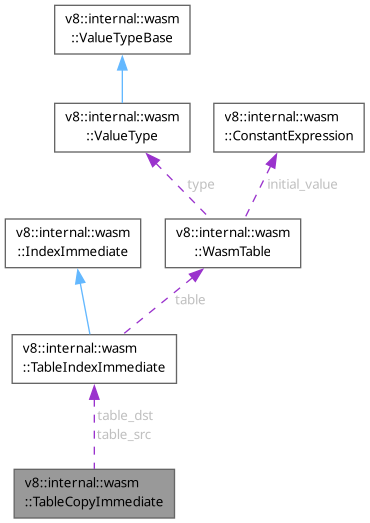 v8::internal::wasm
::ValueTypeBase
v8::internal::wasm
::ValueType
v8::internal::wasm
::ConstantExpression
type
initial_value
v8::internal::wasm
::IndexImmediate
v8::internal::wasm
::WasmTable
table
v8::internal::wasm
::TableIndexImmediate
table_dst
table_src
v8::internal::wasm
::TableCopyImmediate